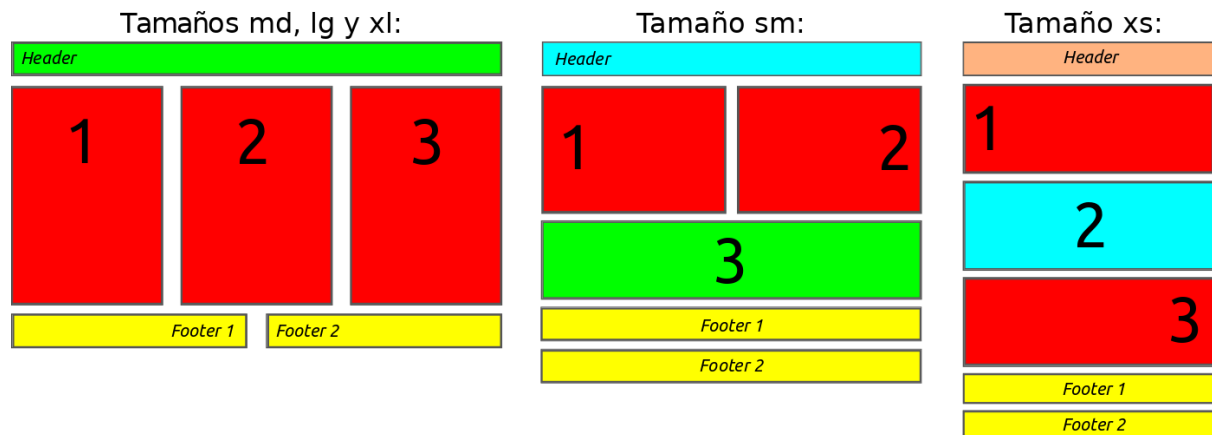 Tamaños md, lg y xl:
Header
1 2 3
Footer 1 Footer 2
Tamaño sm:
Header
1 2
3
Footer 1
Footer 2
Tamaño xs:
Header
1
2
3
Footer 1
Footer 2